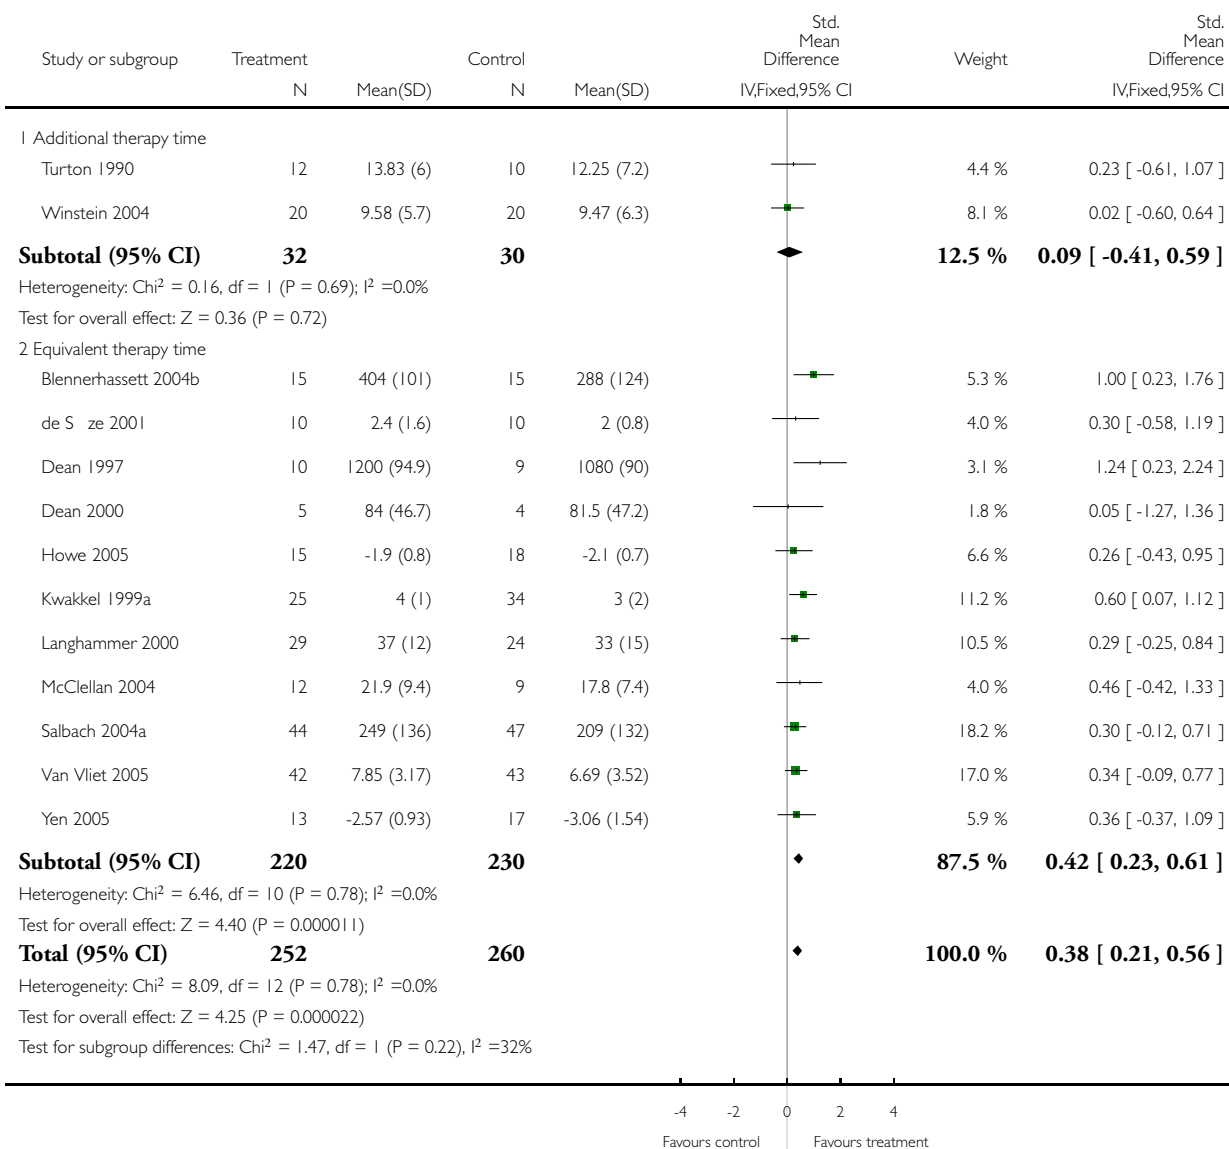 Std. Mean Difference Std. Mean Difference
Study or subgroup Treatment Control Weight
N Mean(SD) N Mean(SD) IV,Fixed,95% CI IV,Fixed,95% CI
1 Additional therapy time
Turton 1990 12 13.83 (6) 10 12.25 (7.2) 4.4 % 0.23 [ -0.61, 1.07 ]
Winstein 2004 20 9.58 (5.7) 20 9.47 (6.3) 8.1 % 0.02 [ -0.60, 0.64 ]
Subtotal (95% CI) 32 30 12.5 % 0.09 [ -0.41, 0.59 ]
Heterogeneity: Chi² = 0.16, df = 1 (P = 0.69); I² =0.0%
Test for overall effect: Z = 0.36 (P = 0.72)
2 Equivalent therapy time
Blennerhassett 2004b 15 404 (101) 15 288 (124) 5.3 % 1.00 [ 0.23, 1.76 ]
de S ze 2001 10 2.4 (1.6) 10 2 (0.8) 4.0 % 0.30 [ -0.58, 1.19 ]
Dean 1997 10 1200 (94.9) 9 1080 (90) 3.1 % 1.24 [ 0.23, 2.24 ]
Dean 2000 5 84 (46.7) 4 81.5 (47.2) 1.8 % 0.05 [ -1.27, 1.36 ]
Howe 2005 15 -1.9 (0.8) 18 -2.1 (0.7) 6.6 % 0.26 [ -0.43, 0.95 ]
Kwakkel 1999a 25 4 (1) 34 3 (2) 11.2 % 0.60 [ 0.07, 1.12 ]
Langhammer 2000 29 37 (12) 24 33 (15) 10.5 % 0.29 [ -0.25, 0.84 ]
McClellan 2004 12 21.9 (9.4) 9 17.8 (7.4) 4.0 % 0.46 [ -0.42, 1.33 ]
Salbach 2004a 44 249 (136) 47 209 (132) 18.2 % 0.30 [ -0.12, 0.71 ]
Van Vliet 2005 42 7.85 (3.17) 43 6.69 (3.52) 17.0 % 0.34 [ -0.09, 0.77 ]
Yen 2005 13 -2.57 (0.93) 17 -3.06 (1.54) 5.9 % 0.36 [ -0.37, 1.09 ]
Subtotal (95% CI) 220 230 87.5 % 0.42 [ 0.23, 0.61 ]
Heterogeneity: Chi² = 6.46, df = 10 (P = 0.78); I² =0.0%
Test for overall effect: Z = 4.40 (P = 0.000011)
Total (95% CI) 252 260 100.0 % 0.38 [ 0.21, 0.56 ]
Heterogeneity: Chi² = 8.09, df = 12 (P = 0.78); I² =0.0%
Test for overall effect: Z = 4.25 (P = 0.000022)
Test for subgroup differences: Chi² = 1.47, df = 1 (P = 0.22), I² =32%
-4 -2 0 2 4
Favours control Favours treatment